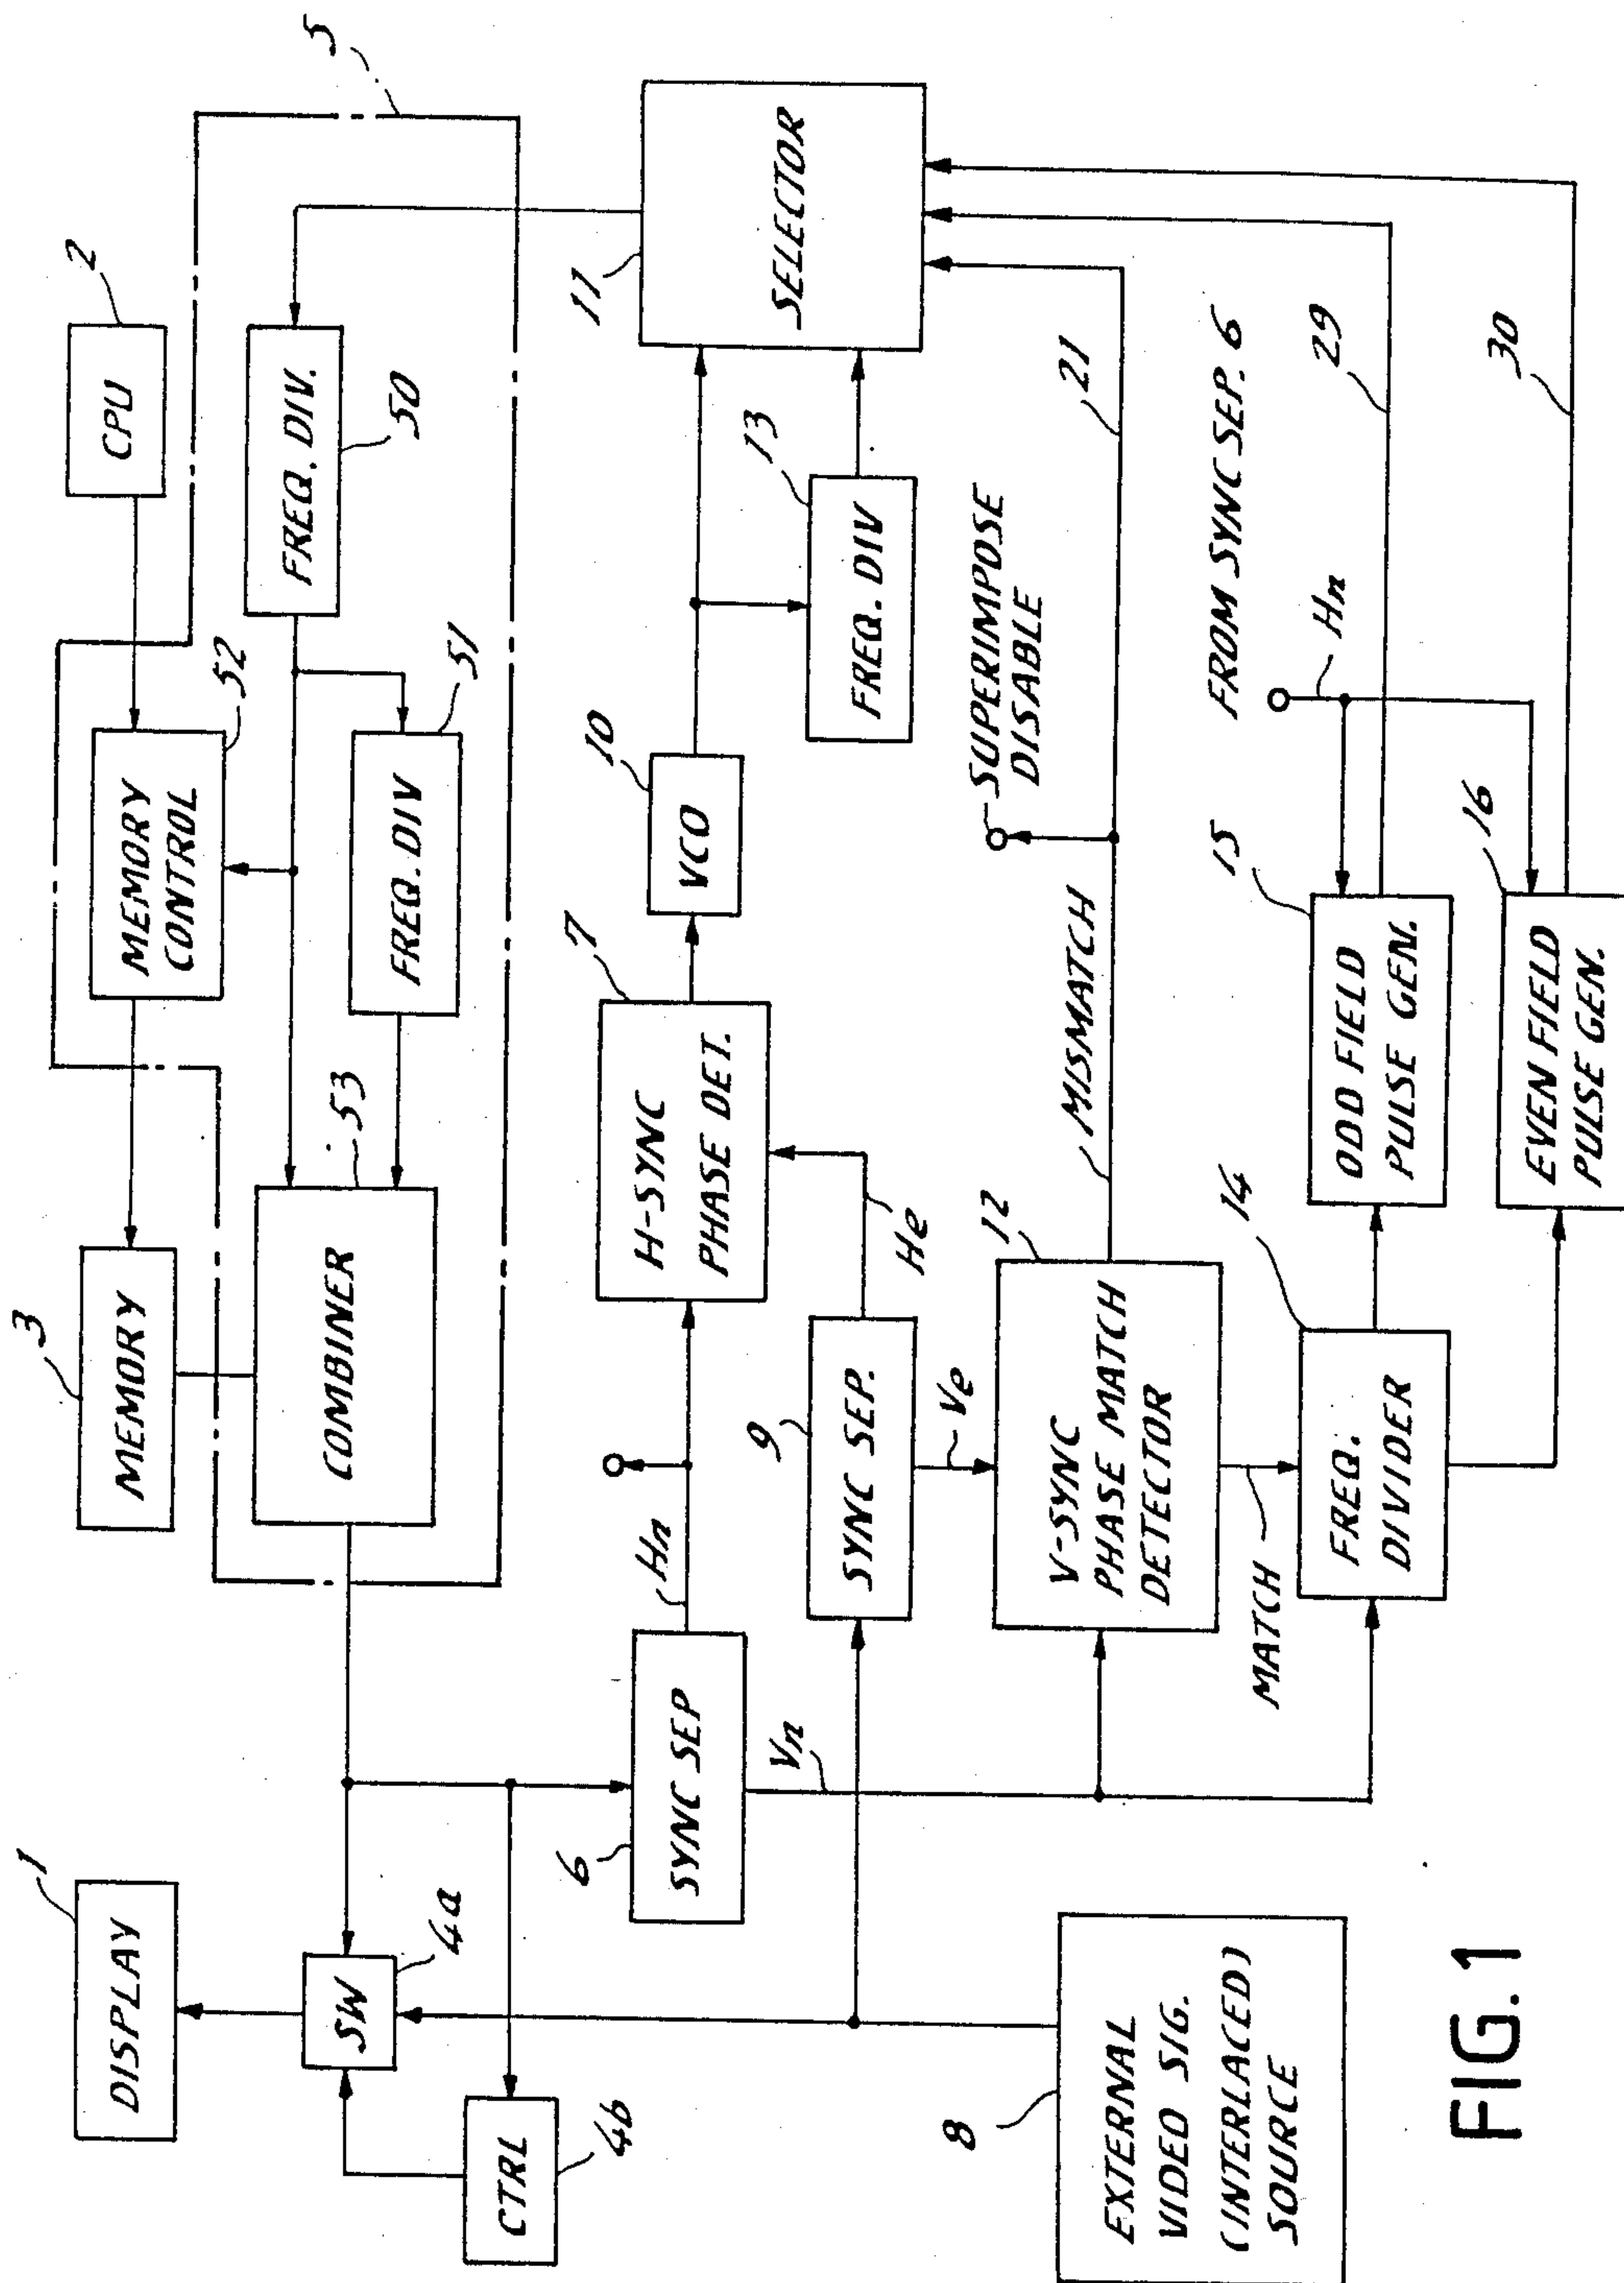 1
DISPLAY
SW
4a
CTRL
4b
3
MEMORY
COMBINER
53
MEMORY
CONTROL
52
CPU
2
FREQ. DIV.
50
FREQ. DIV
51
5
6
SYNC SEP
Hn
Vn
7
H-SYNC
PHASE DET.
He
10
VCO
13
FREQ. DIV
11
SELECTOR
8
EXTERNAL
VIDEO SIG.
(INTERLACED)
SOURCE
9
SYNC SEP.
Ve
12
V-SYNC
PHASE MATCH
DETECTOR
MISMATCH
SUPERIMPOSE
DISABLE
21
MATCH
14
FREQ.
DIVIDER
15
ODD FIELD
PULSE GEN.
16
EVEN FIELD
PULSE GEN.
FROM SYNC SEP. 6
Hn
29
30
FIG.1